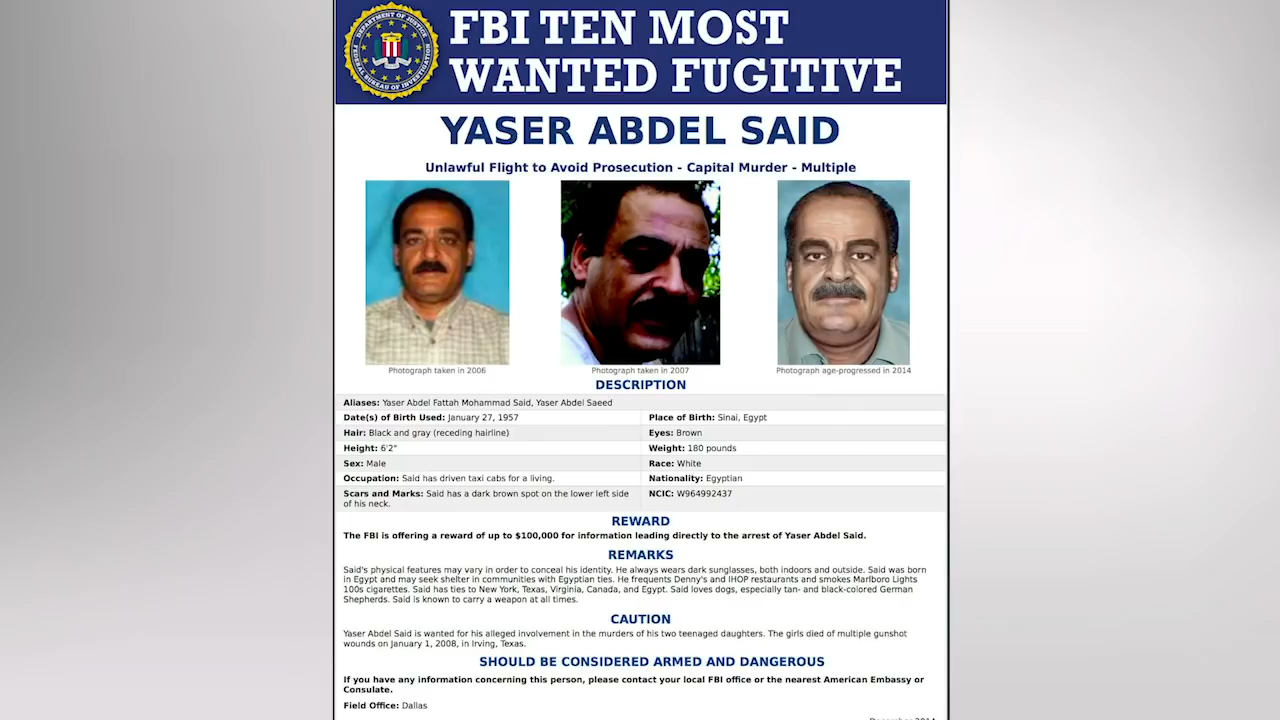 DEPARTMENT OF JUSTICE
FEDERAL BUREAU OF INVESTIGATION
FBI TEN MOST
WANTED FUGITIVE
YASER ABDEL SAID
Unlawful Flight to Avoid Prosecution - Capital Murder - Multiple
Photograph taken in 2006
Photograph taken in 2007
Photograph age-progressed in 2014
DESCRIPTION
Aliases: Yaser Abdel Fattah Mohammad Said, Yaser Abdel Saeed
Date(s) of Birth Used: January 27, 1957
Place of Birth: Sinai, Egypt
Hair: Black and gray (receding hairline)
Eyes: Brown
Height: 6'2"
Weight: 180 pounds
Sex: Male
Race: White
Occupation: Said has driven taxi cabs for a living.
Nationality: Egyptian
Scars and Marks: Said has a dark brown spot on the lower left side
of his neck.
NCIC: W964992437
REWARD
The FBI is offering a reward of up to $100,000 for information leading directly to the arrest of Yaser Abdel Said.
REMARKS
Said's physical features may vary in order to conceal his identity. He always wears dark sunglasses, both indoors and outside. Said was born
in Egypt and may seek shelter in communities with Egyptian ties. He frequents Denny's and IHOP restaurants and smokes Marlboro Lights
100s cigarettes. Said has ties to New York, Texas, Virginia, Canada, and Egypt. Said loves dogs, especially tan- and black-colored German
Shepherds. Said is known to carry a weapon at all times.
CAUTION
Yaser Abdel Said is wanted for his alleged involvement in the murders of his two teenaged daughters. The girls died of multiple gunshot
wounds on January 1, 2008, in Irving, Texas.
SHOULD BE CONSIDERED ARMED AND DANGEROUS
If you have any information concerning this person, please contact your local FBI office or the nearest American Embassy or
Consulate.
Field Office: Dallas